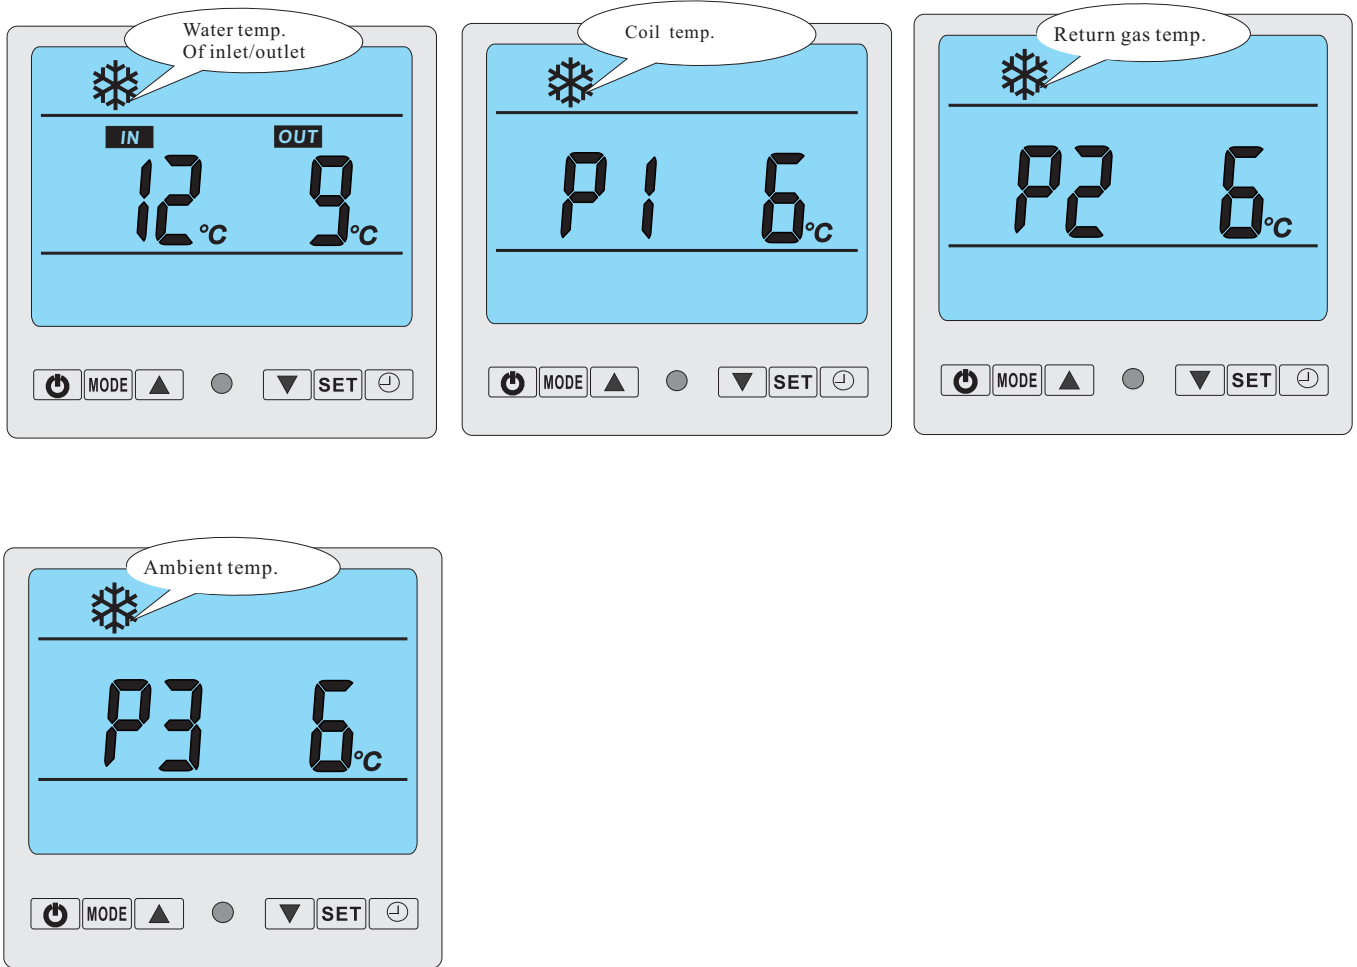 Water temp.
Of inlet/outlet
IN OUT
12 °C 9 °C
MODE SET
Coil temp.
P1 6 °C
MODE SET
Return gas temp.
P2 6 °C
MODE SET
Ambient temp.
P3 6 °C
MODE SET